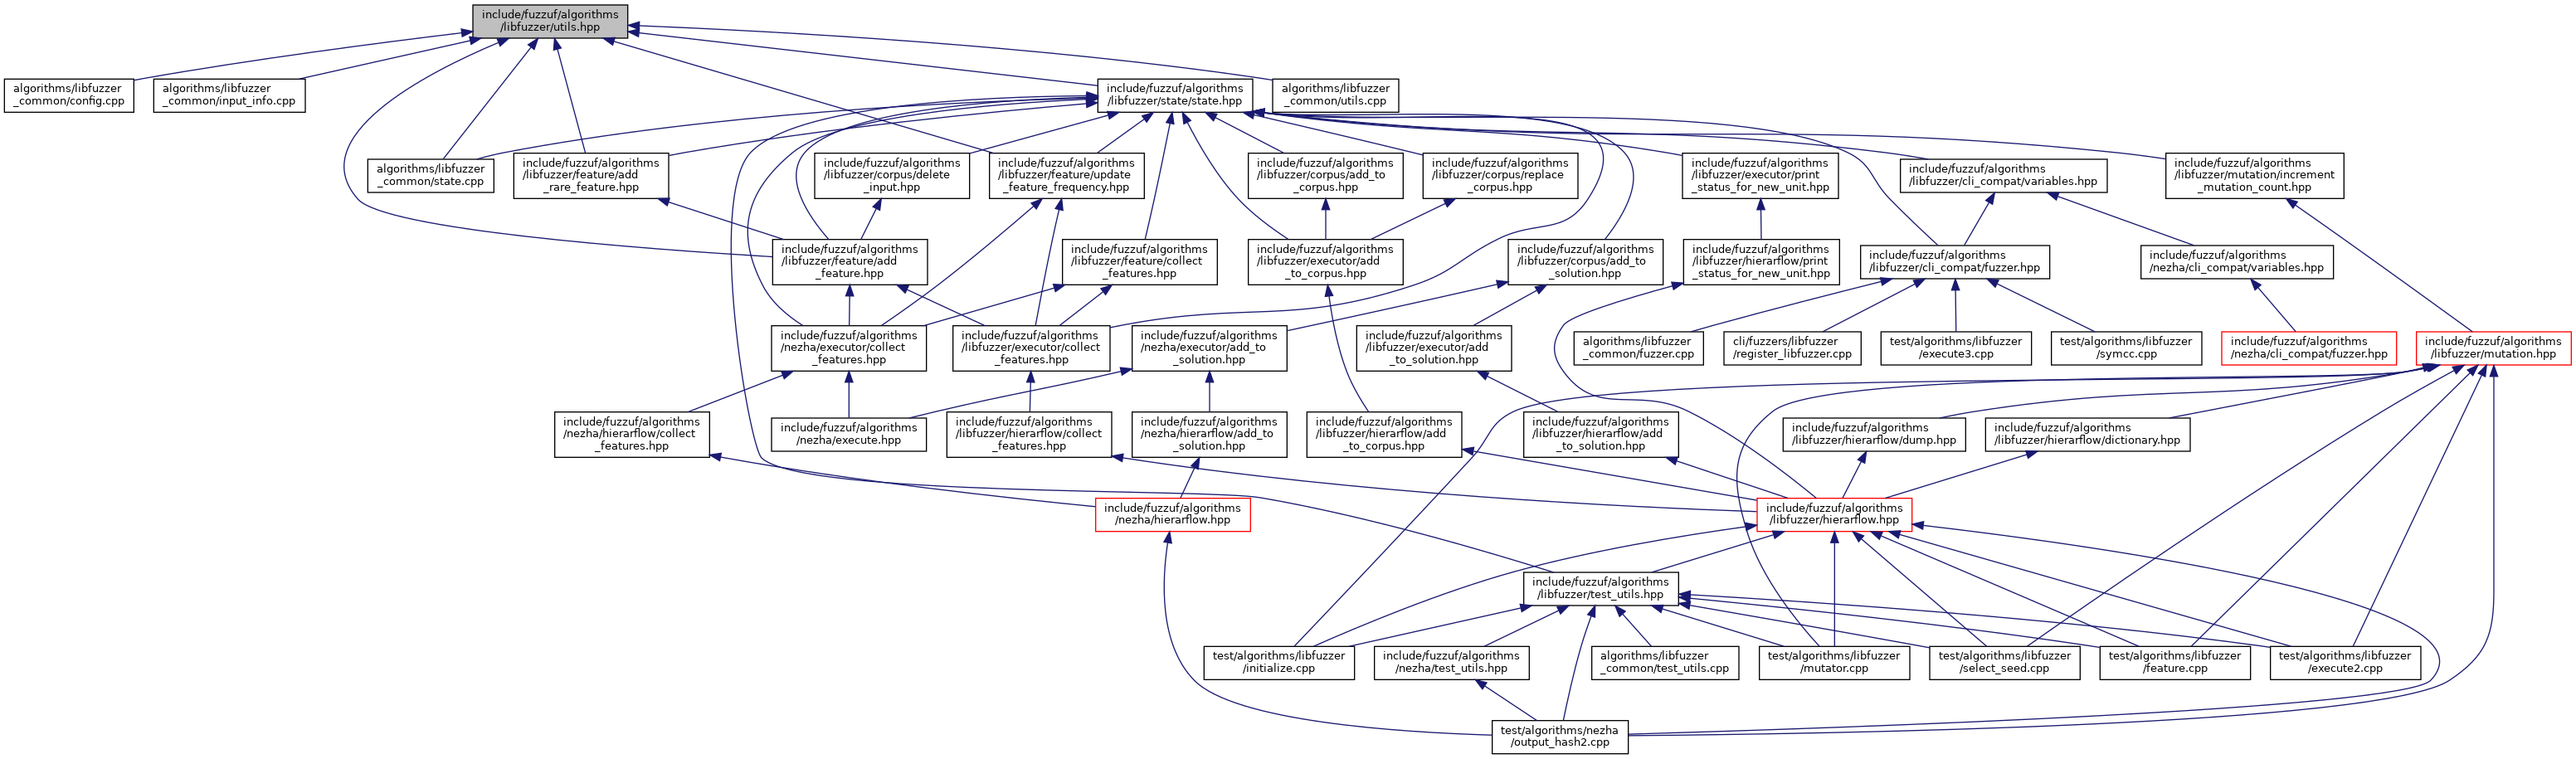 include/fuzzuf/algorithms
/libfuzzer/utils.hpp
algorithms/libfuzzer
_common/config.cpp
algorithms/libfuzzer
_common/input_info.cpp
include/fuzzuf/algorithms
/libfuzzer/state/state.hpp
algorithms/libfuzzer
_common/utils.cpp
algorithms/libfuzzer
_common/state.cpp
include/fuzzuf/algorithms
/libfuzzer/feature/add
_rare_feature.hpp
include/fuzzuf/algorithms
/libfuzzer/corpus/delete
_input.hpp
include/fuzzuf/algorithms
/libfuzzer/feature/update
_feature_frequency.hpp
include/fuzzuf/algorithms
/libfuzzer/corpus/add_to
_corpus.hpp
include/fuzzuf/algorithms
/libfuzzer/corpus/replace
_corpus.hpp
include/fuzzuf/algorithms
/libfuzzer/executor/print
_status_for_new_unit.hpp
include/fuzzuf/algorithms
/libfuzzer/cli_compat/variables.hpp
include/fuzzuf/algorithms
/libfuzzer/mutation/increment
_mutation_count.hpp
include/fuzzuf/algorithms
/libfuzzer/feature/add
_feature.hpp
include/fuzzuf/algorithms
/libfuzzer/feature/collect
_features.hpp
include/fuzzuf/algorithms
/libfuzzer/executor/add
_to_corpus.hpp
include/fuzzuf/algorithms
/libfuzzer/corpus/add_to
_solution.hpp
include/fuzzuf/algorithms
/libfuzzer/hierarflow/print
_status_for_new_unit.hpp
include/fuzzuf/algorithms
/libfuzzer/cli_compat/fuzzer.hpp
include/fuzzuf/algorithms
/nezha/cli_compat/variables.hpp
include/fuzzuf/algorithms
/nezha/executor/collect
_features.hpp
include/fuzzuf/algorithms
/libfuzzer/executor/collect
_features.hpp
include/fuzzuf/algorithms
/nezha/executor/add_to
_solution.hpp
include/fuzzuf/algorithms
/libfuzzer/executor/add
_to_solution.hpp
algorithms/libfuzzer
_common/fuzzer.cpp
cli/fuzzers/libfuzzer
/register_libfuzzer.cpp
test/algorithms/libfuzzer
/execute3.cpp
test/algorithms/libfuzzer
/symcc.cpp
include/fuzzuf/algorithms
/nezha/cli_compat/fuzzer.hpp
include/fuzzuf/algorithms
/libfuzzer/mutation.hpp
include/fuzzuf/algorithms
/nezha/hierarflow/collect
_features.hpp
include/fuzzuf/algorithms
/nezha/execute.hpp
include/fuzzuf/algorithms
/libfuzzer/hierarflow/collect
_features.hpp
include/fuzzuf/algorithms
/nezha/hierarflow/add_to
_solution.hpp
include/fuzzuf/algorithms
/libfuzzer/hierarflow/add
_to_corpus.hpp
include/fuzzuf/algorithms
/libfuzzer/hierarflow/add
_to_solution.hpp
include/fuzzuf/algorithms
/libfuzzer/hierarflow/dump.hpp
include/fuzzuf/algorithms
/libfuzzer/hierarflow/dictionary.hpp
include/fuzzuf/algorithms
/nezha/hierarflow.hpp
include/fuzzuf/algorithms
/libfuzzer/hierarflow.hpp
include/fuzzuf/algorithms
/libfuzzer/test_utils.hpp
test/algorithms/libfuzzer
/initialize.cpp
include/fuzzuf/algorithms
/nezha/test_utils.hpp
algorithms/libfuzzer
_common/test_utils.cpp
test/algorithms/libfuzzer
/mutator.cpp
test/algorithms/libfuzzer
/select_seed.cpp
test/algorithms/libfuzzer
/feature.cpp
test/algorithms/libfuzzer
/execute2.cpp
test/algorithms/nezha
/output_hash2.cpp